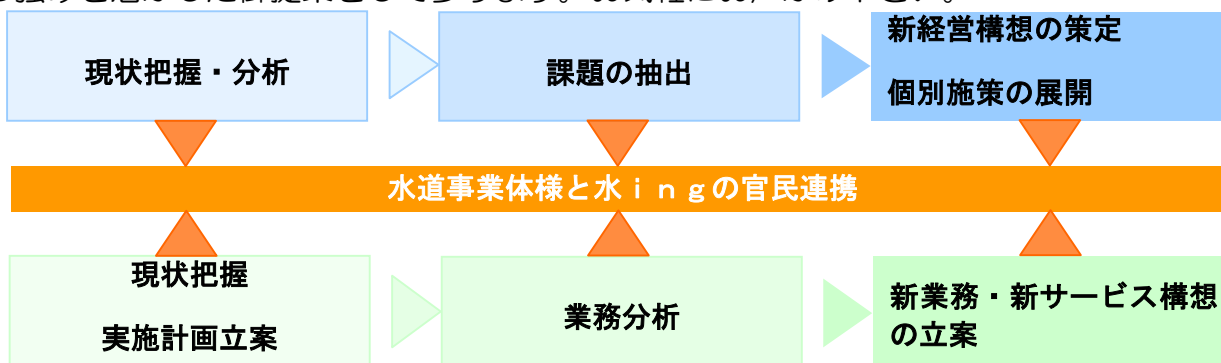 現状把握・分析
課題の抽出
新経営構想の策定
個別施策の展開
水道事業体様と水ｉｎｇの官民連携
現状把握
実施計画立案
業務分析
新業務・新サービス構想
の立案